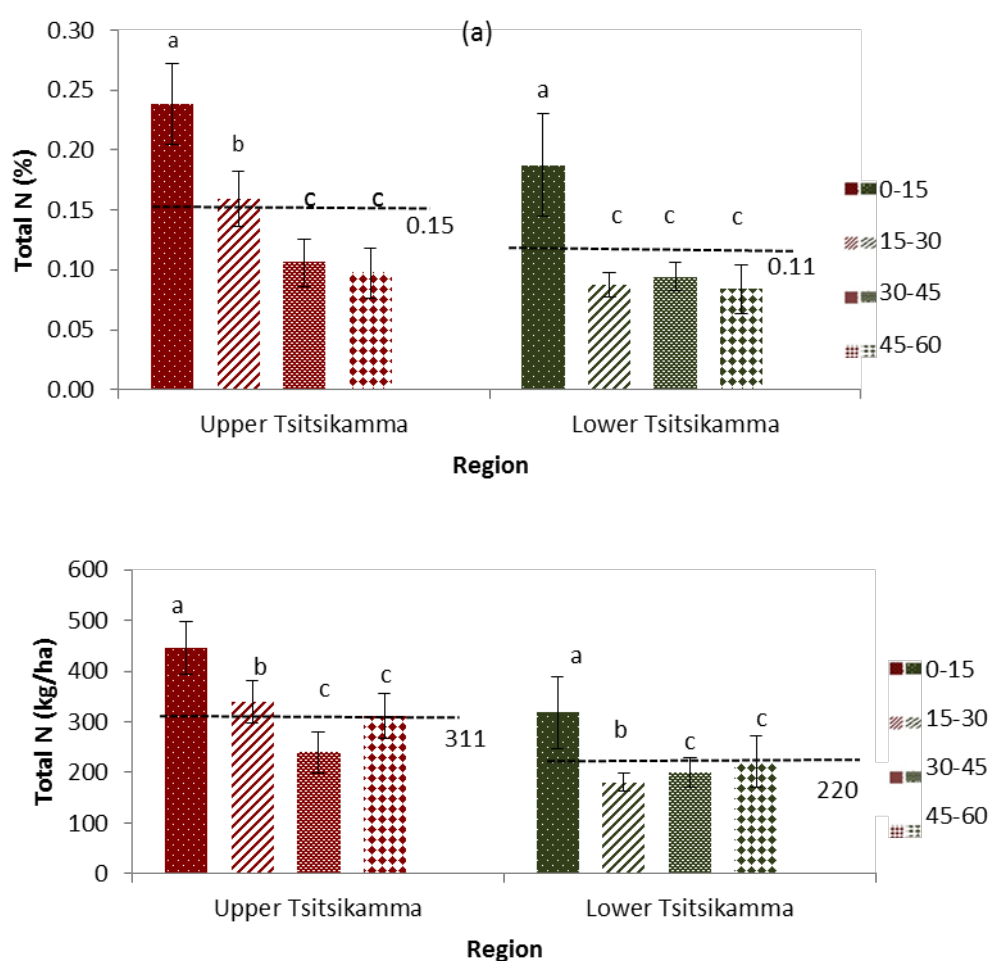 (a)
Total N (%)
0.30
0.25
0.20
0.15
0.10
0.05
0.00
a
b
c
c
0.15
a
c
c
c
0.11
Upper Tsitsikamma
Lower Tsitsikamma
Region
0-15
15-30
30-45
45-60
Total N (kg/ha)
600
500
400
300
200
100
0
a
b
c
c
311
a
b
c
c
220
Upper Tsitsikamma
Lower Tsitsikamma
Region
0-15
15-30
30-45
45-60